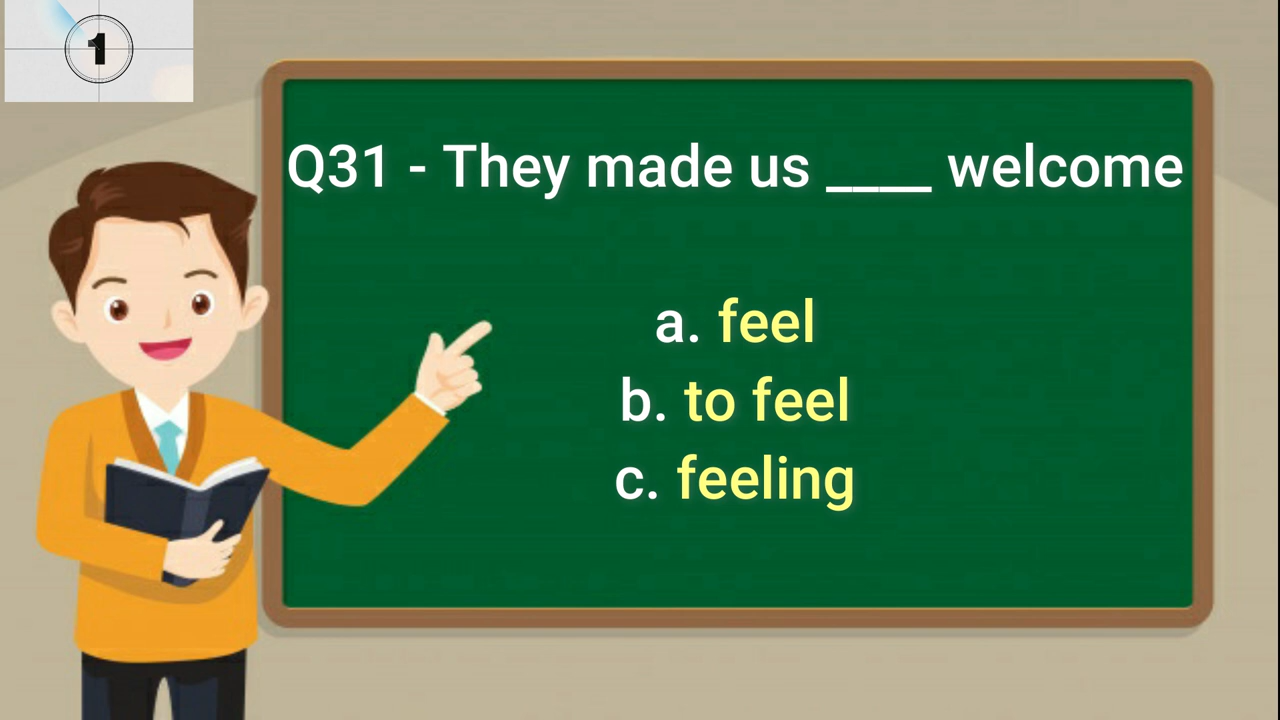 1
Q31 - They made us ____ welcome
a. feel
b. to feel
c. feeling